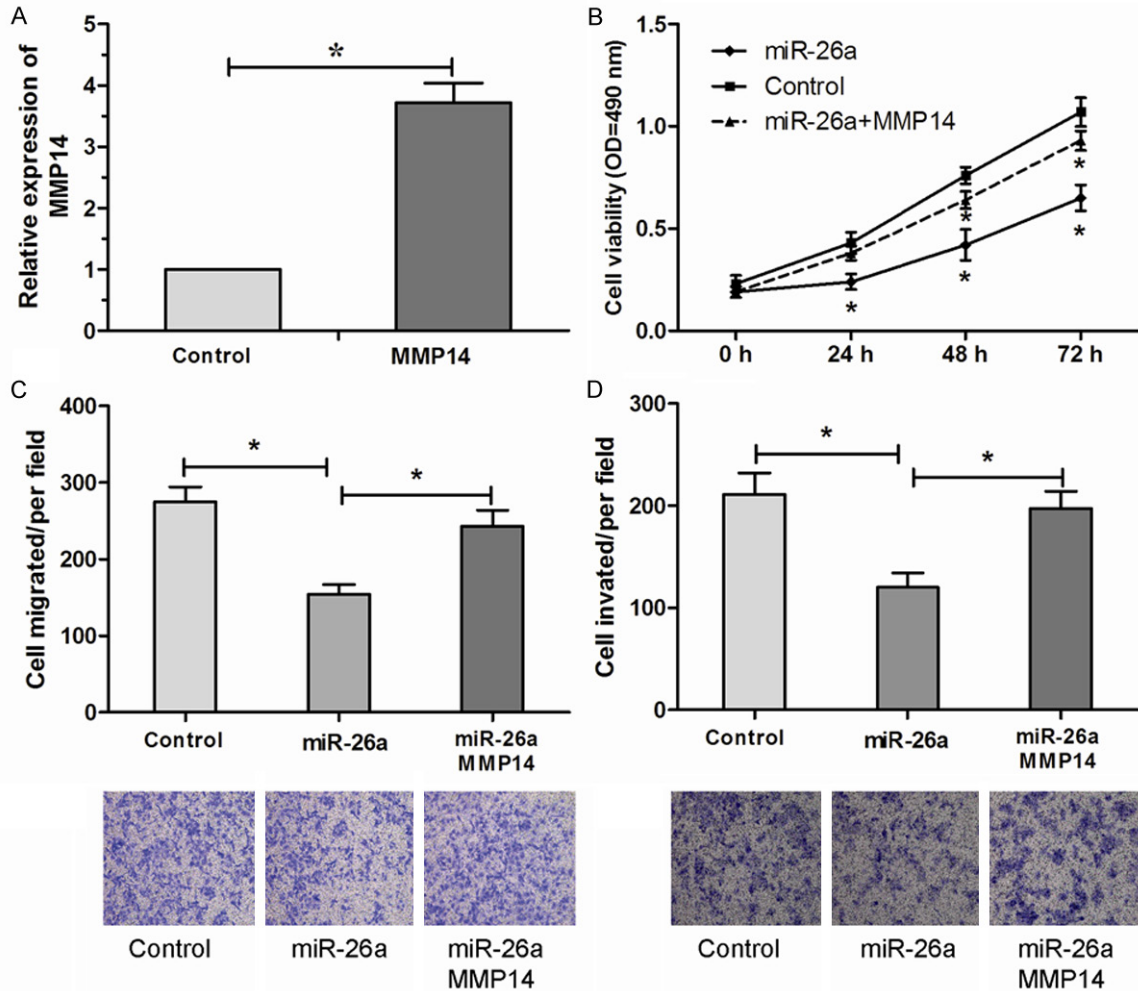 A
Relative expression of
MMP14
5
4
3
2
1
0
*
Control
MMP14
B
Cell viability (OD=490 nm)
1.5
1.0
0.5
0.0
miR-26a
Control
miR-26a+MMP14
*
*
*
*
*
0 h
24 h
48 h
72 h
C
Cell migrated/per field
400
300
200
100
0
*
*
Control
miR-26a
miR-26a
MMP14
Control
miR-26a
miR-26a
MMP14
D
Cell invated/per field
300
200
100
0
*
*
Control
miR-26a
miR-26a
MMP14
Control
miR-26a
miR-26a
MMP14